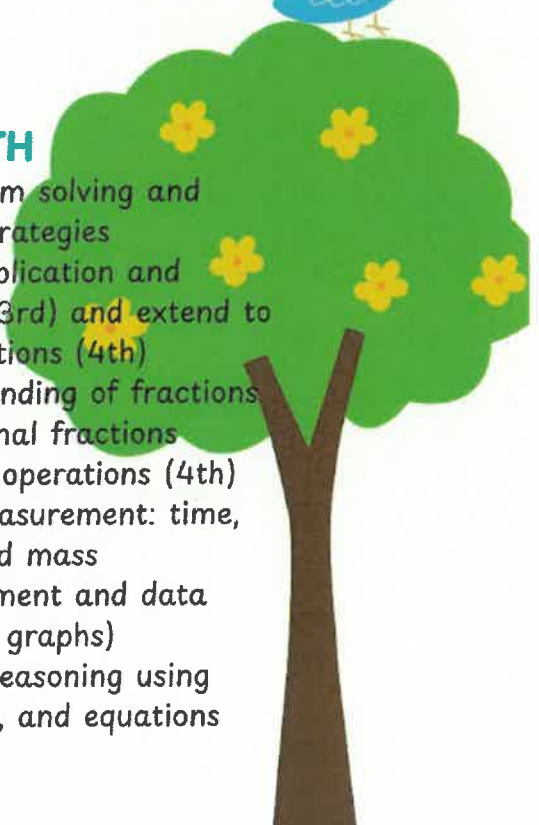 TH
m solving and
rategies
plication and
3rd) and extend to
tions (4th)
nding of fractions
nal fractions
operations (4th)
asurement: time,
d mass
ment and data
graphs)
easoning using
, and equations